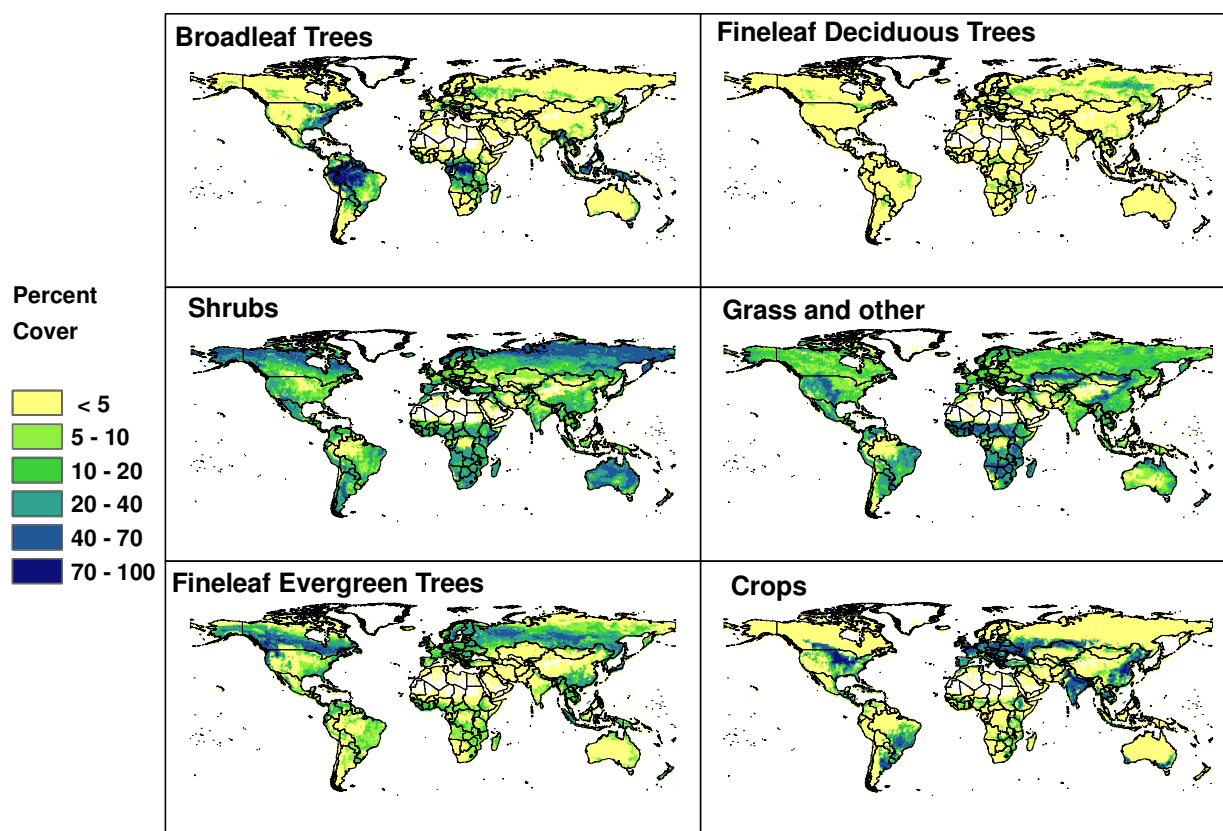 Broadleaf Trees
Fineleaf Deciduous Trees
Shrubs
Grass and other
Fineleaf Evergreen Trees
Crops
Percent
Cover
< 5
5 - 10
10 - 20
20 - 40
40 - 70
70 - 100